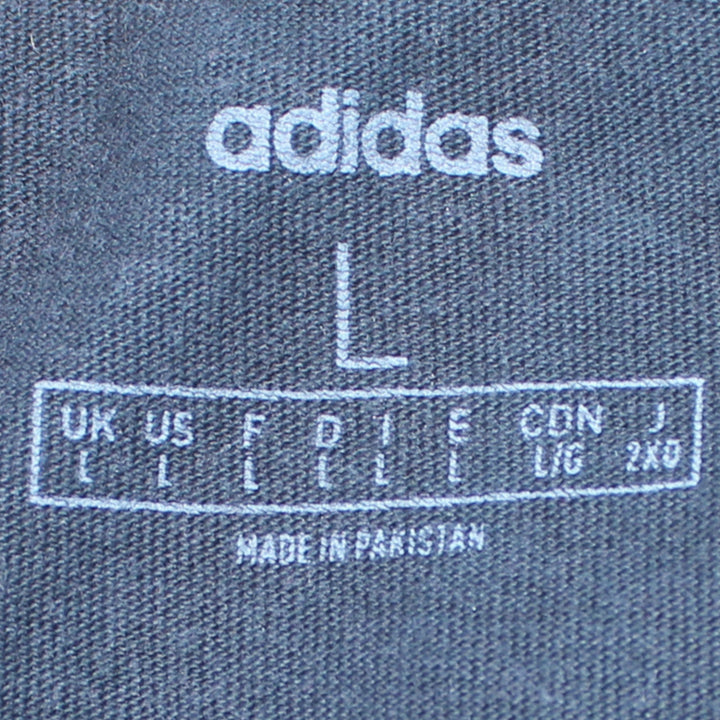 adidas
L
UK US F D I E CDN J
L L L L L L L/G 2XO
MADE IN PAKISTAN